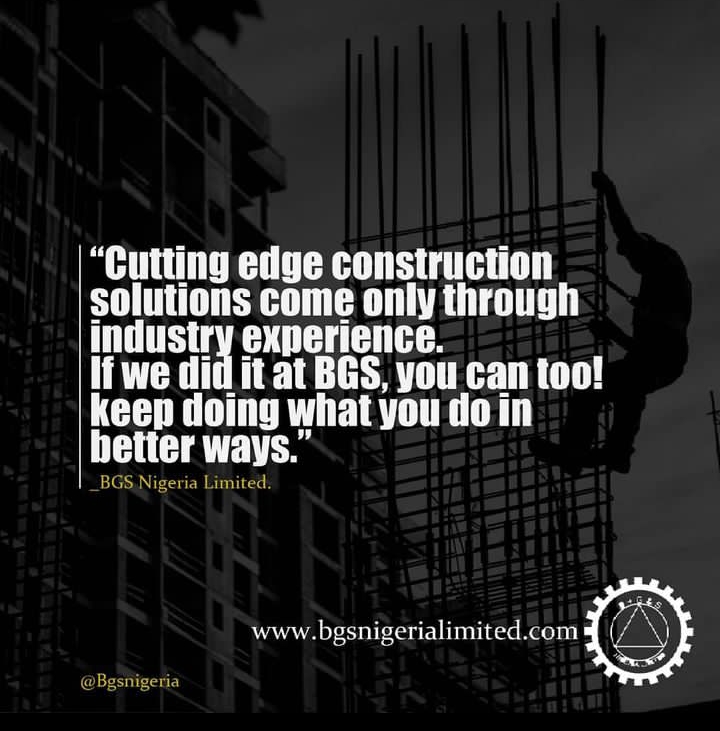 “Cutting edge construction
solutions come only through
industry experience.
If we did it at BGS, you can too!
keep doing what you do in
better ways.”
_BGS Nigeria Limited.
www.bgsnigerialimited.com
@Bgsnigeria